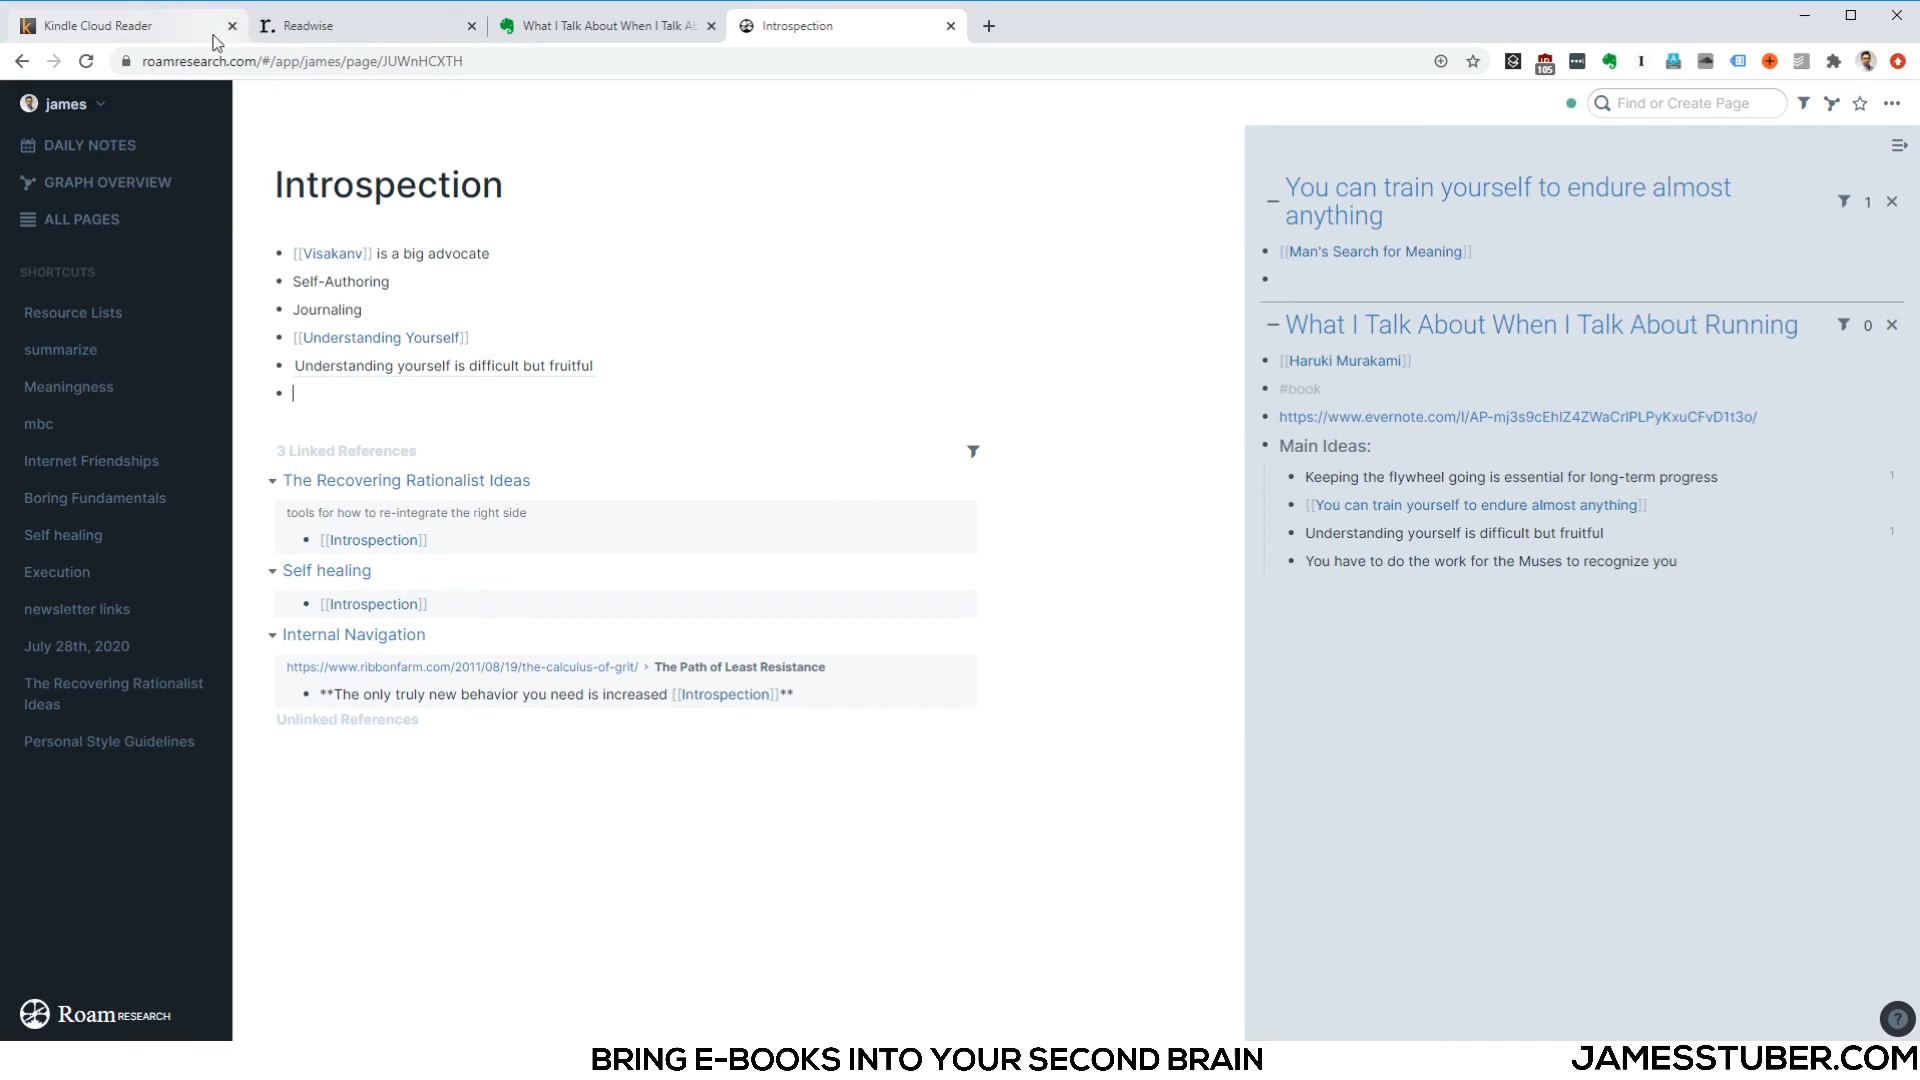 Kindle Cloud Reader
Readwise
What I Talk About When I Talk Ab
Introspection
roamresearch.com/#/app/james/page/JUWnHCXTH
105
james
Find or Create Page
DAILY NOTES
GRAPH OVERVIEW
ALL PAGES
SHORTCUTS
Resource Lists
summarize
Meaningness
mbc
Internet Friendships
Boring Fundamentals
Self healing
Execution
newsletter links
July 28th, 2020
The Recovering Rationalist
Ideas
Personal Style Guidelines
Roam RESEARCH
Introspection
[[Visakanv]] is a big advocate
Self-Authoring
Journaling
[[Understanding Yourself]]
Understanding yourself is difficult but fruitful
3 Linked References
The Recovering Rationalist Ideas
tools for how to re-integrate the right side
[[Introspection]]
Self healing
[[Introspection]]
Internal Navigation
https://www.ribbonfarm.com/2011/08/19/the-calculus-of-grit/ › The Path of Least Resistance
**The only truly new behavior you need is increased [[Introspection]]**
Unlinked References
You can train yourself to endure almost
anything
1
[[Man's Search for Meaning]]
What I Talk About When I Talk About Running
0
[[Haruki Murakami]]
#book
Main Ideas:
Keeping the flywheel going is essential for long-term progress
1
[[You can train yourself to endure almost anything]]
Understanding yourself is difficult but fruitful
1
You have to do the work for the Muses to recognize you
?
BRING E-BOOKS INTO YOUR SECOND BRAIN
JAMESSTUBER.COM